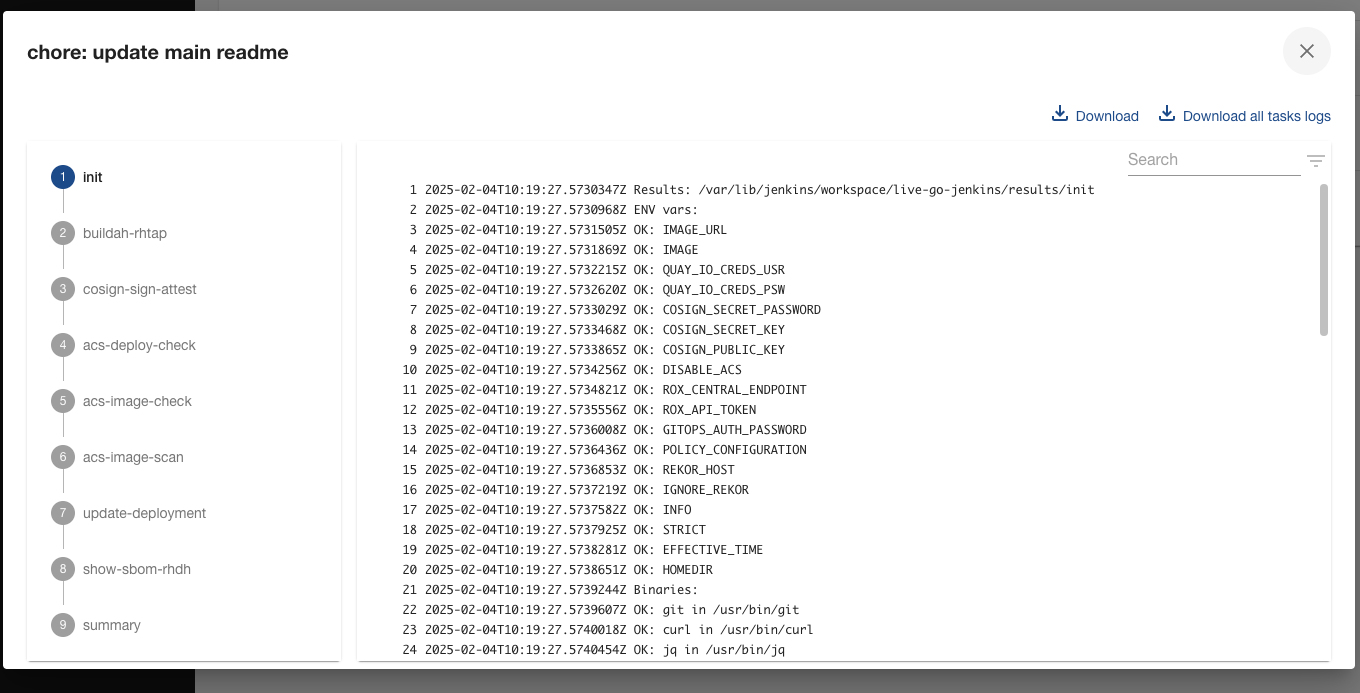 chore: update main readme
Download
Download all tasks logs
1 init
2 buildah-rhtap
3 cosign-sign-attest
4 acs-deploy-check
5 acs-image-check
6 acs-image-scan
7 update-deployment
8 show-sbom-rhdh
9 summary
Search
1 2025-02-04T10:19:27.5730347Z Results: /var/lib/jenkins/workspace/live-go-jenkins/results/init
2 2025-02-04T10:19:27.5730968Z ENV vars:
3 2025-02-04T10:19:27.5731505Z OK: IMAGE_URL
4 2025-02-04T10:19:27.5731869Z OK: IMAGE
5 2025-02-04T10:19:27.5732215Z OK: QUAY_IO_CREDS_USR
6 2025-02-04T10:19:27.5732620Z OK: QUAY_IO_CREDS_PSW
7 2025-02-04T10:19:27.5733029Z OK: COSIGN_SECRET_PASSWORD
8 2025-02-04T10:19:27.5733468Z OK: COSIGN_SECRET_KEY
9 2025-02-04T10:19:27.5733865Z OK: COSIGN_PUBLIC_KEY
10 2025-02-04T10:19:27.5734256Z OK: DISABLE_ACS
11 2025-02-04T10:19:27.5734821Z OK: ROX_CENTRAL_ENDPOINT
12 2025-02-04T10:19:27.5735556Z OK: ROX_API_TOKEN
13 2025-02-04T10:19:27.5736008Z OK: GITOPS_AUTH_PASSWORD
14 2025-02-04T10:19:27.5736436Z OK: POLICY_CONFIGURATION
15 2025-02-04T10:19:27.5736853Z OK: REKOR_HOST
16 2025-02-04T10:19:27.5737219Z OK: IGNORE_REKOR
17 2025-02-04T10:19:27.5737582Z OK: INFO
18 2025-02-04T10:19:27.5737925Z OK: STRICT
19 2025-02-04T10:19:27.5738281Z OK: EFFECTIVE_TIME
20 2025-02-04T10:19:27.5738651Z OK: HOMEDIR
21 2025-02-04T10:19:27.5739244Z Binaries:
22 2025-02-04T10:19:27.5739607Z OK: git in /usr/bin/git
23 2025-02-04T10:19:27.5740018Z OK: curl in /usr/bin/curl
24 2025-02-04T10:19:27.5740454Z OK: jq in /usr/bin/jq